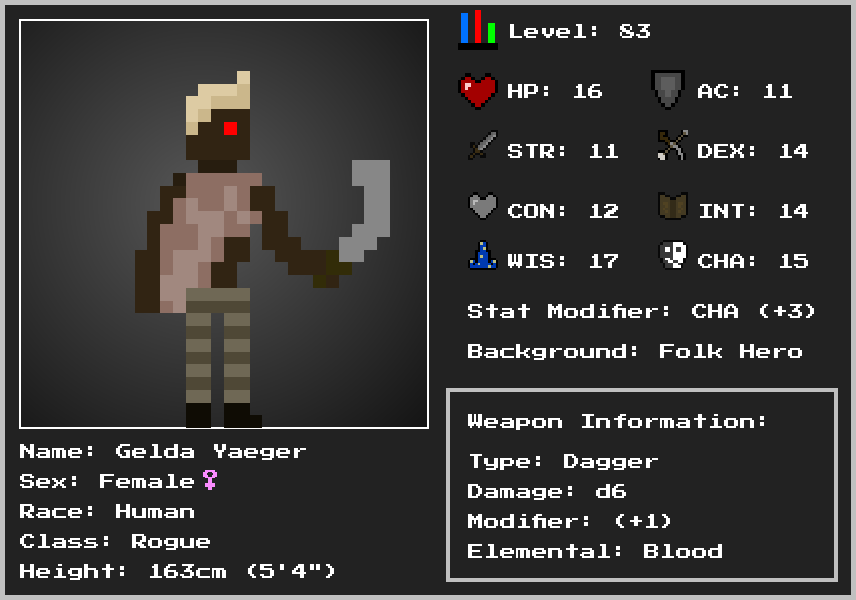 Level: 83
HP: 16 AC: 11
STR: 11 DEX: 14
CON: 12 INT: 14
WIS: 17 CHA: 15
Stat Modifier: CHA (+3)
Background: Folk Hero
Weapon Information:
Type: Dagger
Damage: d6
Modifier: (+1)
Elemental: Blood
Name: Gelda Yaeger
Sex: Female♀
Race: Human
Class: Rogue
Height: 163cm (5'4")